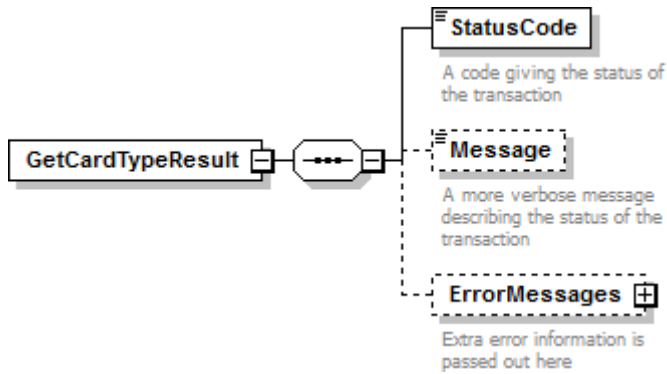 StatusCode
A code giving the status of
the transaction
GetCardTypeResult
Message
A more verbose message
describing the status of the
transaction
ErrorMessages
Extra error information is
passed out here